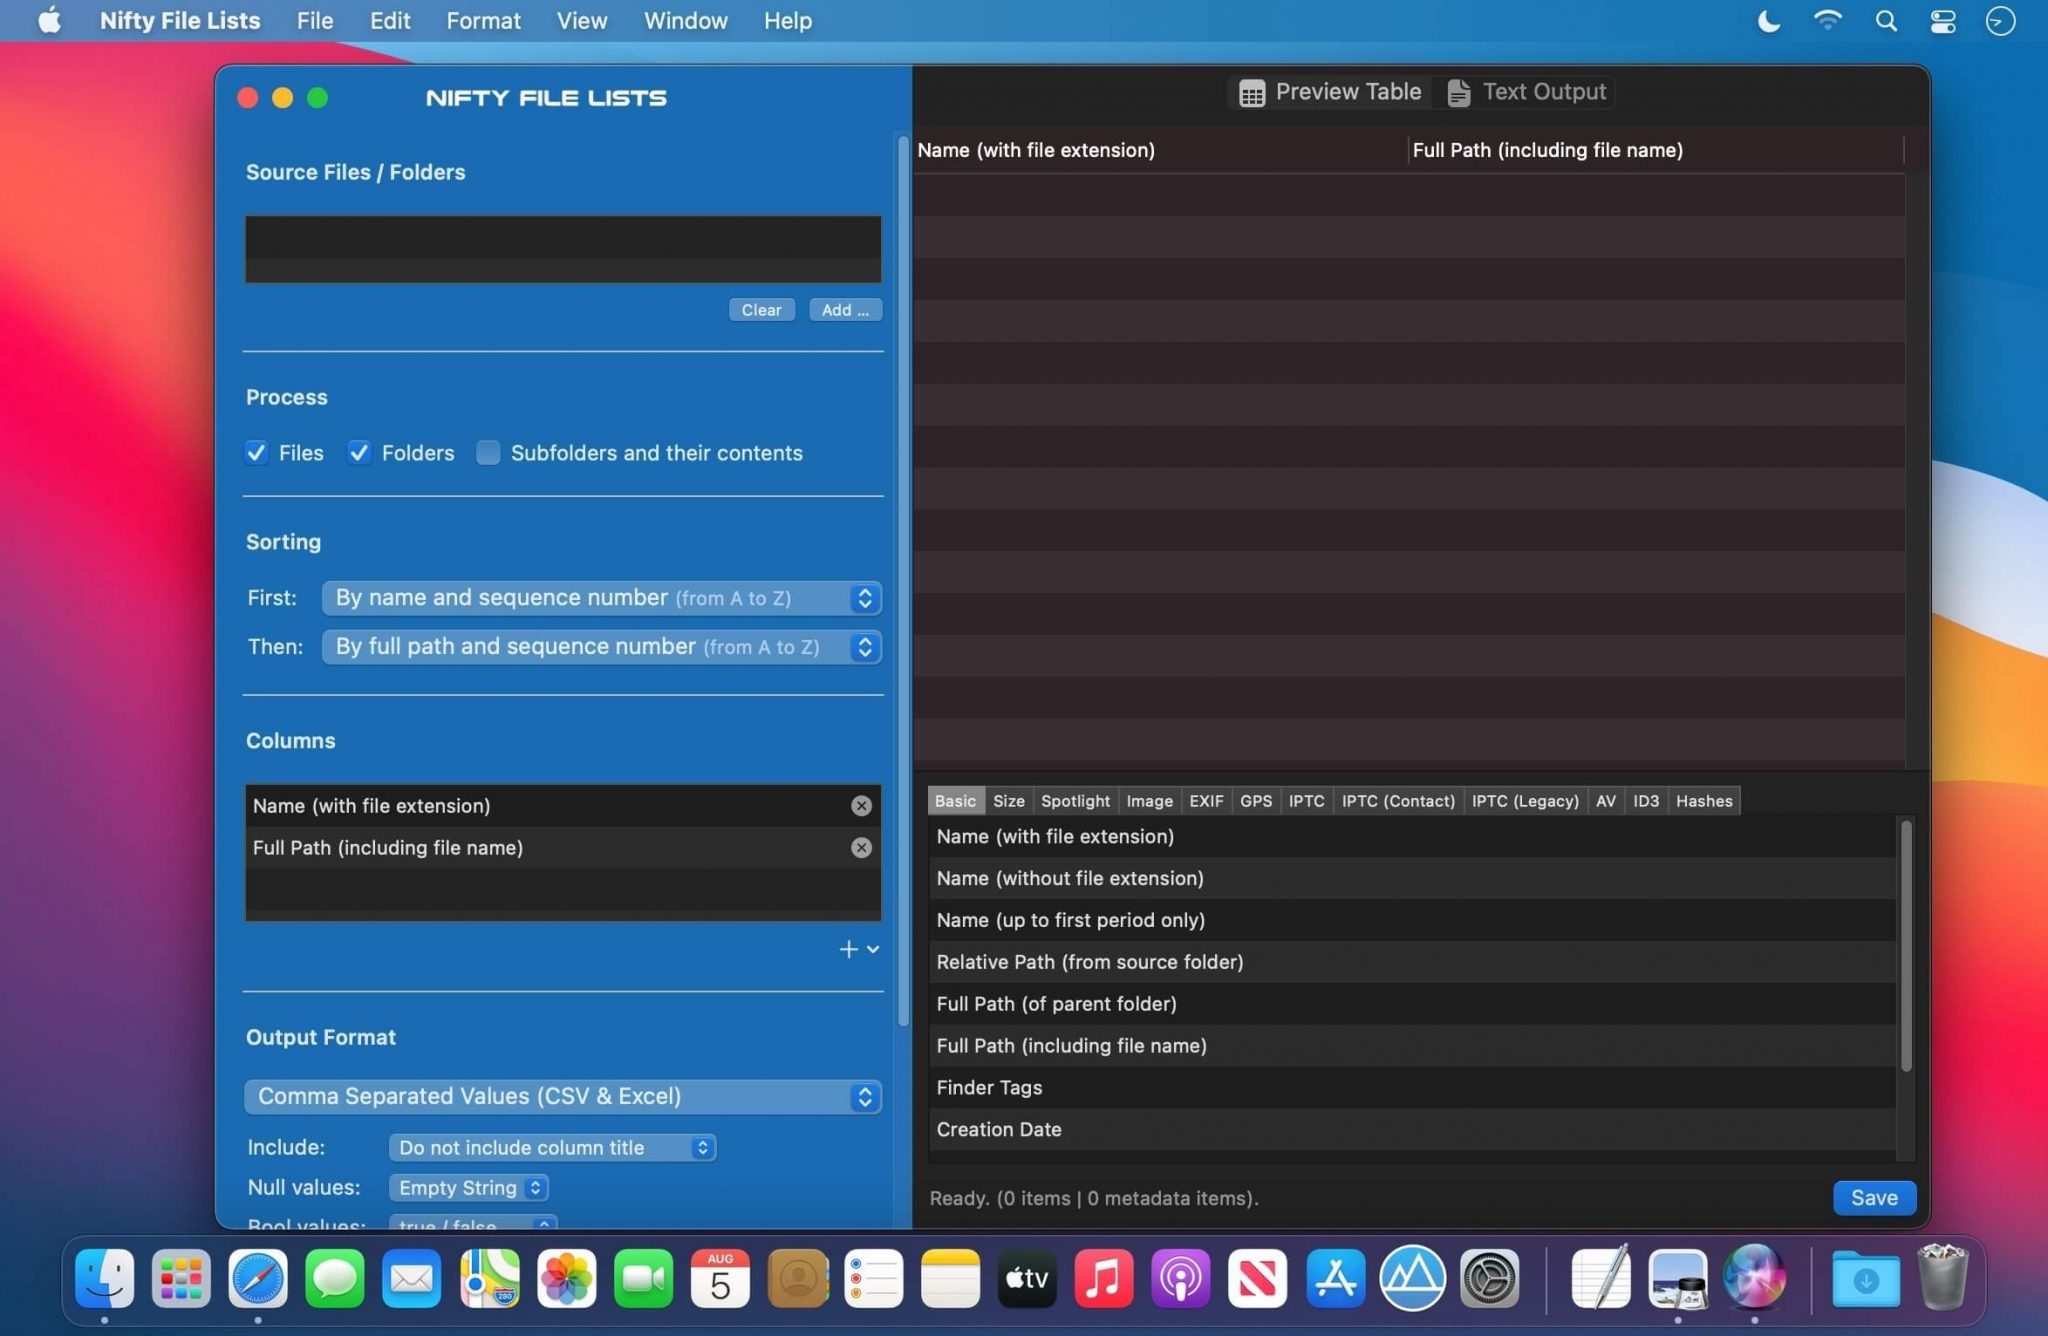 Nifty File Lists File Edit Format View Window Help
NIFTY FILE LISTS
Source Files / Folders
Clear Add ...
Process
Files Folders Subfolders and their contents
Sorting
First: By name and sequence number (from A to Z)
Then: By full path and sequence number (from A to Z)
Columns
Name (with file extension)
Full Path (including file name)
Output Format
Comma Separated Values (CSV & Excel)
Include: Do not include column title
Null values: Empty String
Bool values: true / false
Preview Table Text Output
Name (with file extension) Full Path (including file name)
Basic Size Spotlight Image EXIF GPS IPTC IPTC (Contact) IPTC (Legacy) AV ID3 Hashes
Name (with file extension)
Name (without file extension)
Name (up to first period only)
Relative Path (from source folder)
Full Path (of parent folder)
Full Path (including file name)
Finder Tags
Creation Date
Ready. (0 items | 0 metadata items).
Save
AUG
5
280
tv